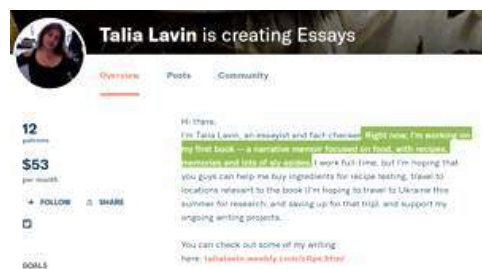 Talia Lavin is creating Essays
Overview Posts Community
12
patrons
$53
per month
FOLLOW SHARE
Hi there,
I'm Talia Lavin, an essayist and fact-checker. Right now, I'm working on
my first book — a narrative memoir focused on food, with recipes,
memories and lots of sly asides. I work full-time, but I'm hoping that
you guys can help me buy ingredients for recipe testing, travel to
locations relevant to the book (I'm hoping to travel to Ukraine this
summer for research, and saving up for that trip), and support my
ongoing writing projects.
You can check out some of my writing
here: talialavin.weebly.com/clips.html
GOALS